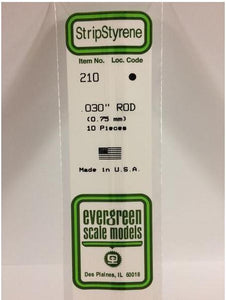 StripStyrene
Item No. Loc. Code
210
.030" ROD
(0.75 mm)
10 Pieces
Made in U.S.A.
evergreen
scale models
Des Plaines, IL 60018